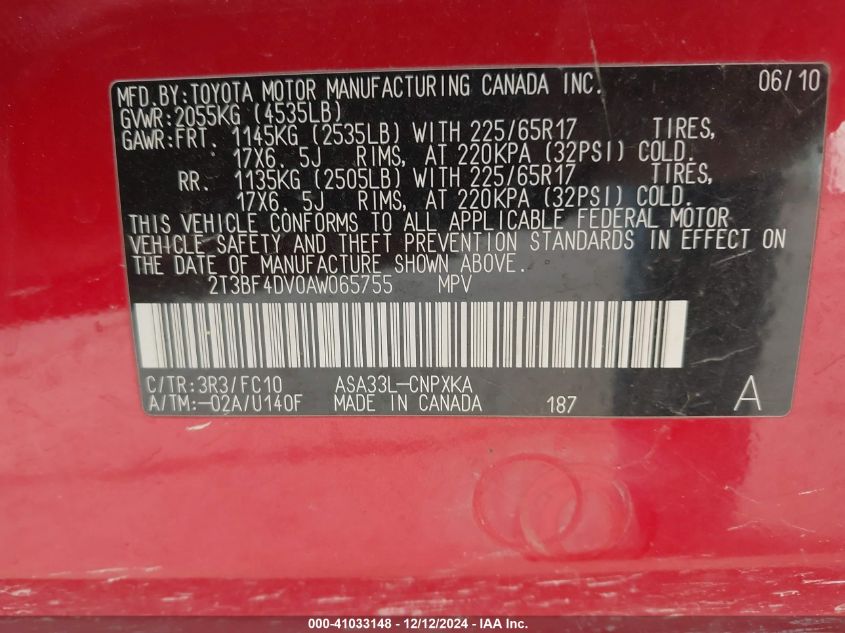 MFD.BY:TOYOTA MOTOR MANUFACTURING CANADA INC. 06/10
GVWR:2055KG (4535LB)
GAWR:FRT. 1145KG (2535LB) WITH 225/65R17 TIRES,
17X6. 5J RIMS, AT 220KPA (32PSI) COLD.
RR. 1135KG (2505LB) WITH 225/65R17 TIRES,
17X6. 5J RIMS, AT 220KPA (32PSI) COLD.
THIS VEHICLE CONFORMS TO ALL APPLICABLE FEDERAL MOTOR
VEHICLE SAFETY AND THEFT PREVENTION STANDARDS IN EFFECT ON
THE DATE OF MANUFACTURE SHOWN ABOVE.
2T3BF4DV0AW065755 MPV
C/TR:3R3/FC10 ASA33L-CNPXKA
A/TM:-02A/U140F MADE IN CANADA 187 A
000-41033148 - 12/12/2024 - IAA Inc.